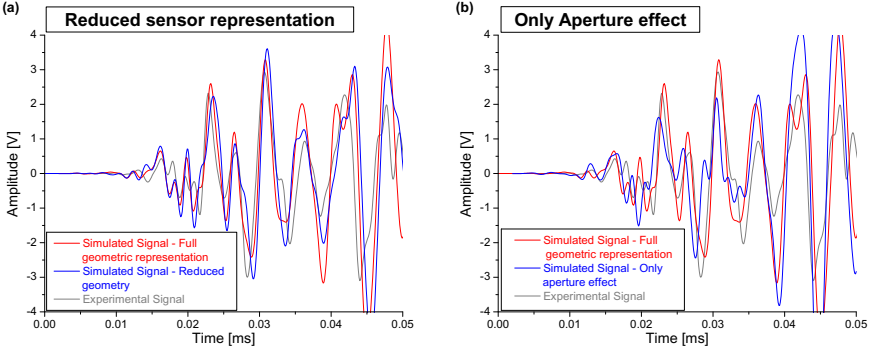 (a)
Reduced sensor representation
Amplitude [V]
4
3
2
1
0
-1
-2
-3
-4
Simulated Signal - Full
geometric representation
Simulated Signal - Reduced
geometry
Experimental Signal
0.00
0.01
0.02
0.03
0.04
0.05
Time [ms]
(b)
Only Aperture effect
Amplitude [V]
4
3
2
1
0
-1
-2
-3
-4
Simulated Signal - Full
geometric representation
Simulated Signal - Only
aperture effect
Experimental Signal
0.00
0.01
0.02
0.03
0.04
0.05
Time [ms]